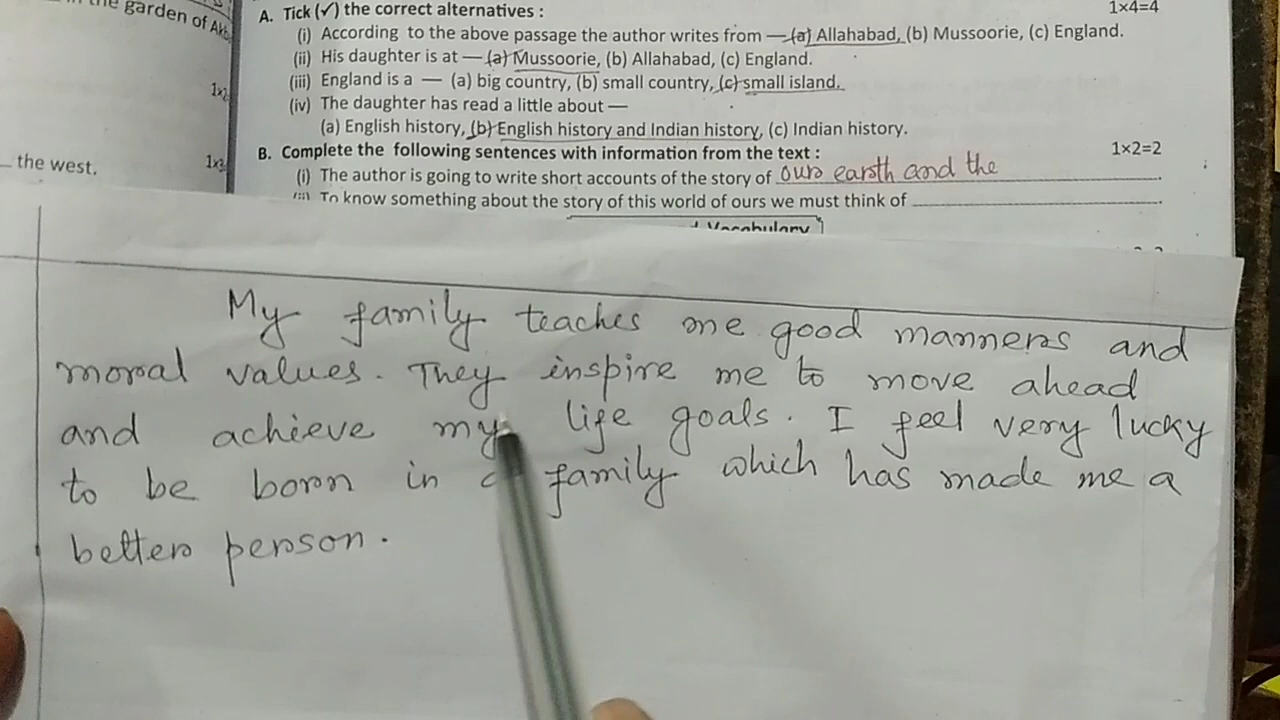 the garden of
1x2
the west.
1x3
A. Tick (✓) the correct alternatives :
1x4=4
(i) According to the above passage the author writes from — (a) Allahabad, (b) Mussoorie, (c) England.
(ii) His daughter is at — (a) Mussoorie, (b) Allahabad, (c) England.
(iii) England is a — (a) big country, (b) small country, (c) small island.
(iv) The daughter has read a little about —
(a) English history, (b) English history and Indian history, (c) Indian history.
B. Complete the following sentences with information from the text :
1×2=2
(i) The author is going to write short accounts of the story of our earth and the
To know something about the story of this world of ours we must think of
Vocabulary
My family teaches me good manners and
moral values. They inspire me to move ahead
and achieve my life goals. I feel very lucky
to be born in a family which has made me a
better person.